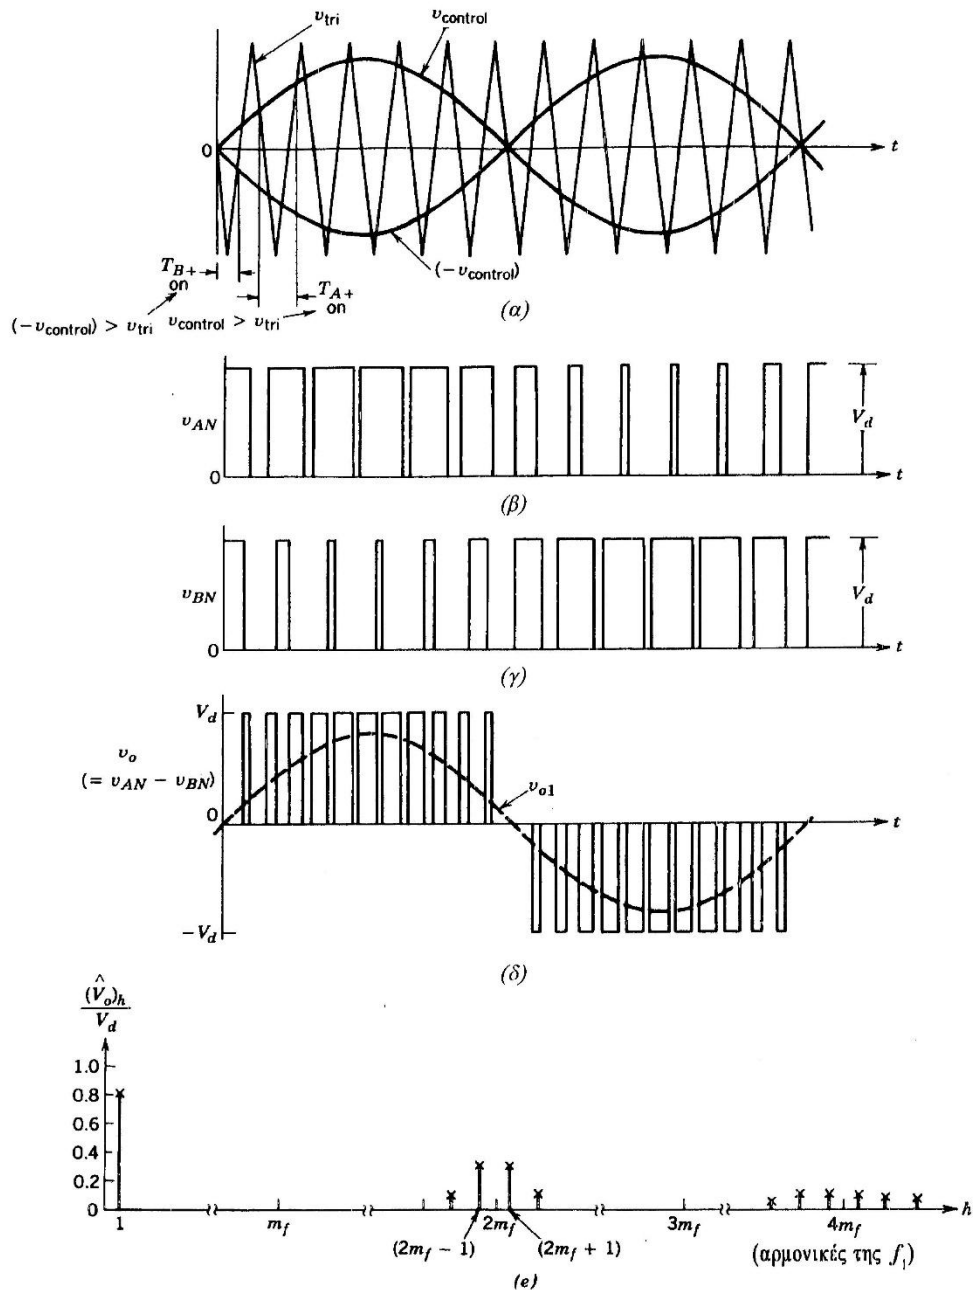 v_tri
v_control
0
t
(-v_control)
T_B+
on
T_A+
on
(-v_control) > v_tri
v_control > v_tri
(α)
v_AN
V_d
0
t
(β)
v_BN
V_d
0
t
(γ)
V_d
v_o
(= v_AN - v_BN)
v_o1
0
t
-V_d
(δ)
(V̂_o)_h
V_d
1.0
0.8
0.6
0.4
0.2
0
1
m_f
2m_f
3m_f
4m_f
h
(2m_f - 1)
(2m_f + 1)
(αρμονικές της f_1)
(e)